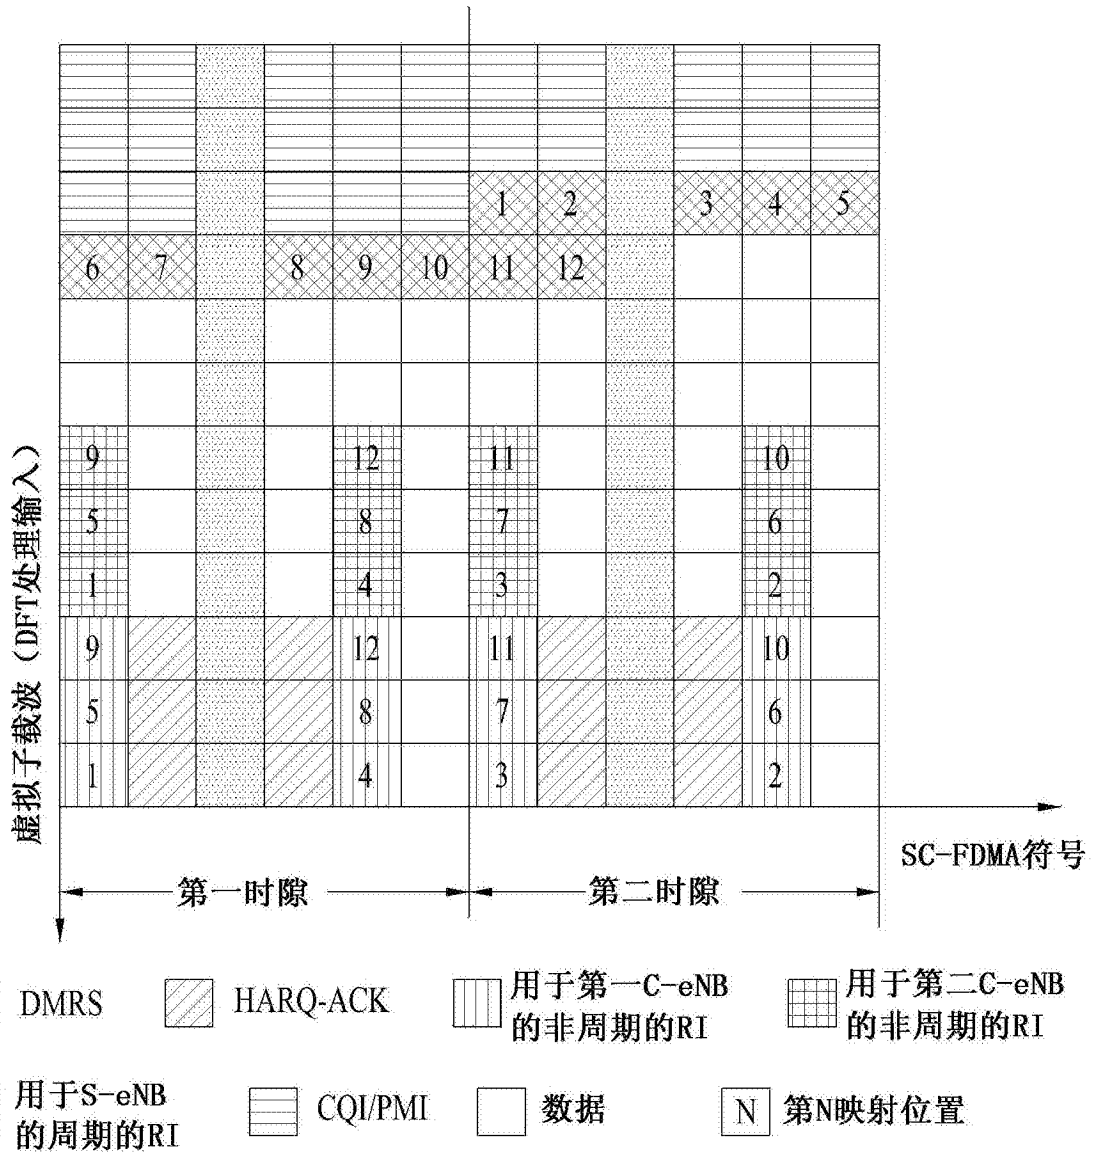 1 2 3 4 5
6 7 8 9 10 11 12
9 12 11 10
5 8 7 6
1 4 3 2
9 12 11 10
5 8 7 6
1 4 3 2
虚拟子载波（DFT处理输入）
SC-FDMA符号
第一时隙 第二时隙
DMRS
HARQ-ACK
用于第一C-eNB
的非周期的RI
用于第二C-eNB
的非周期的RI
用于S-eNB
的周期的RI
CQI/PMI
数据
N 第N映射位置